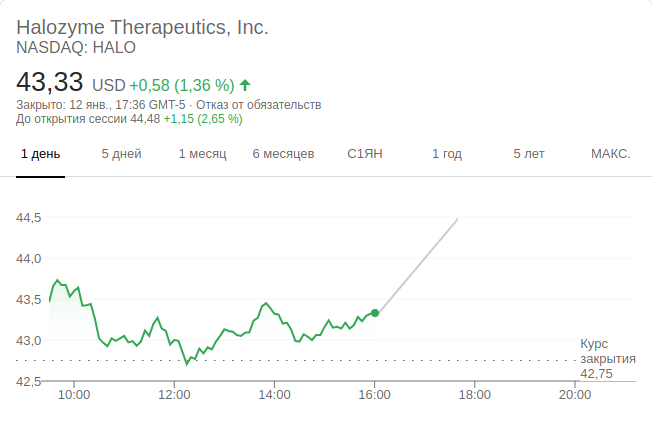 Halozyme Therapeutics, Inc.
NASDAQ: HALO
43,33 USD +0,58 (1,36 %)
Закрыто: 12 янв., 17:36 GMT-5 · Отказ от обязательств
До открытия сессии 44,48 +1,15 (2,65 %)
1 день 5 дней 1 месяц 6 месяцев С1ЯН 1 год 5 лет МАКС.
44,5
44,0
43,5
43,0
Курс
закрытия
42,75
42,5
10:00 12:00 14:00 16:00 18:00 20:00